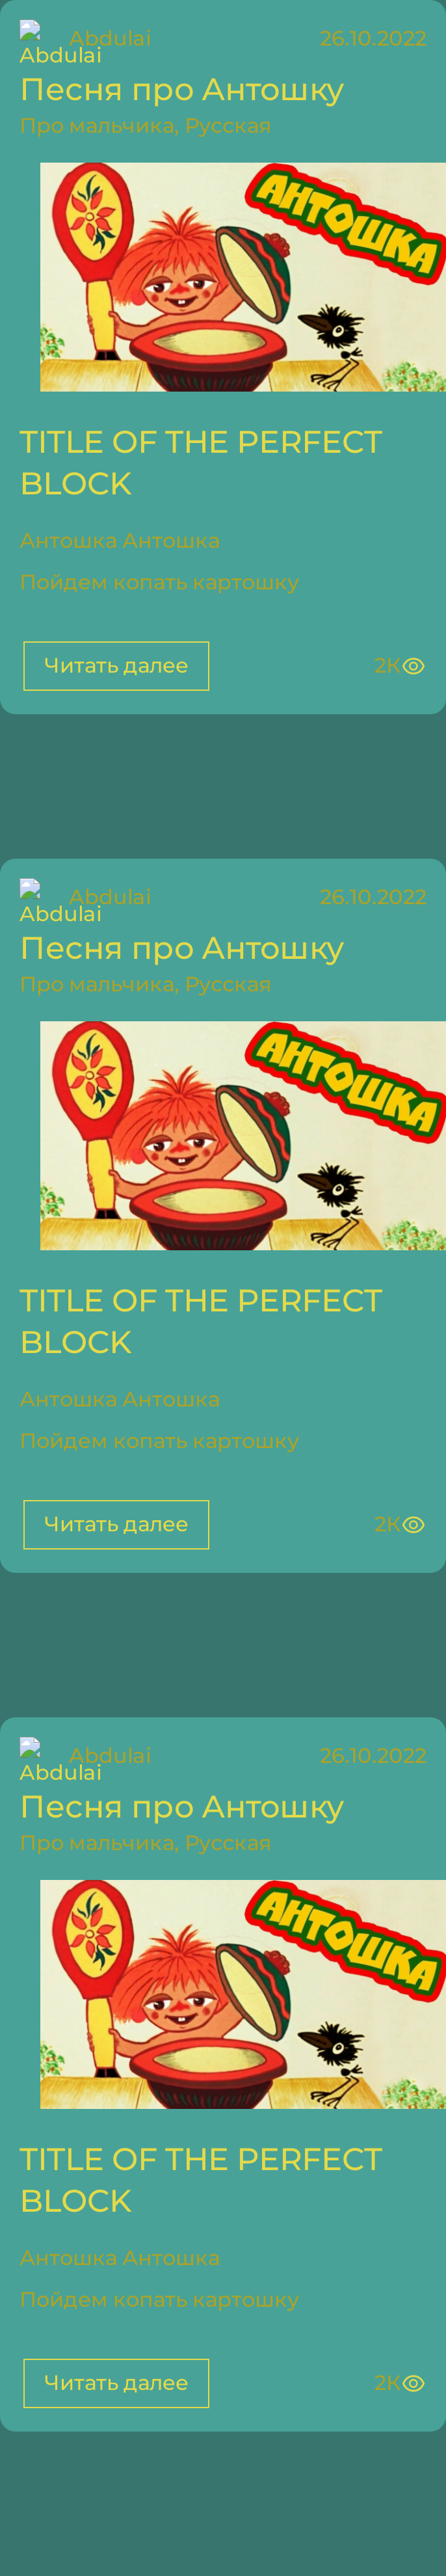 Abdulai 26.10.2022
Abdulai
Песня про Антошку
Про мальчика, Русская
АНТОШКА
TITLE OF THE PERFECT
BLOCK
Антошка Антошка
Пойдем копать картошку
Читать далее 2К
Abdulai 26.10.2022
Abdulai
Песня про Антошку
Про мальчика, Русская
АНТОШКА
TITLE OF THE PERFECT
BLOCK
Антошка Антошка
Пойдем копать картошку
Читать далее 2К
Abdulai 26.10.2022
Abdulai
Песня про Антошку
Про мальчика, Русская
АНТОШКА
TITLE OF THE PERFECT
BLOCK
Антошка Антошка
Пойдем копать картошку
Читать далее 2К